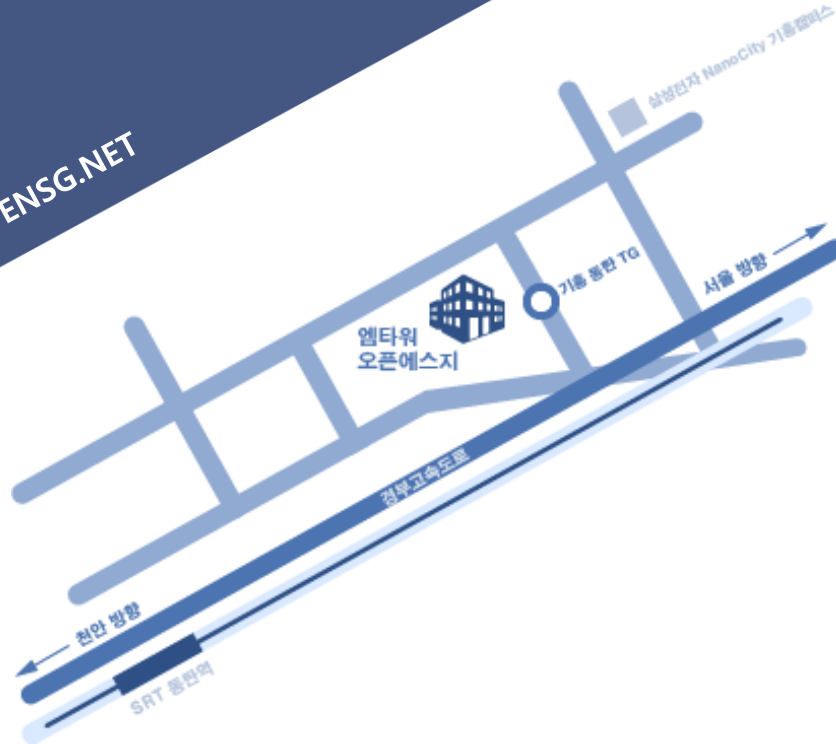 ENSG.NET
삼성전자 NanoCity 기흥캠퍼스
서울 방향
기흥 동탄 TG
엠타워
오픈에스지
경부고속도로
천안 방향
SRT 동탄역